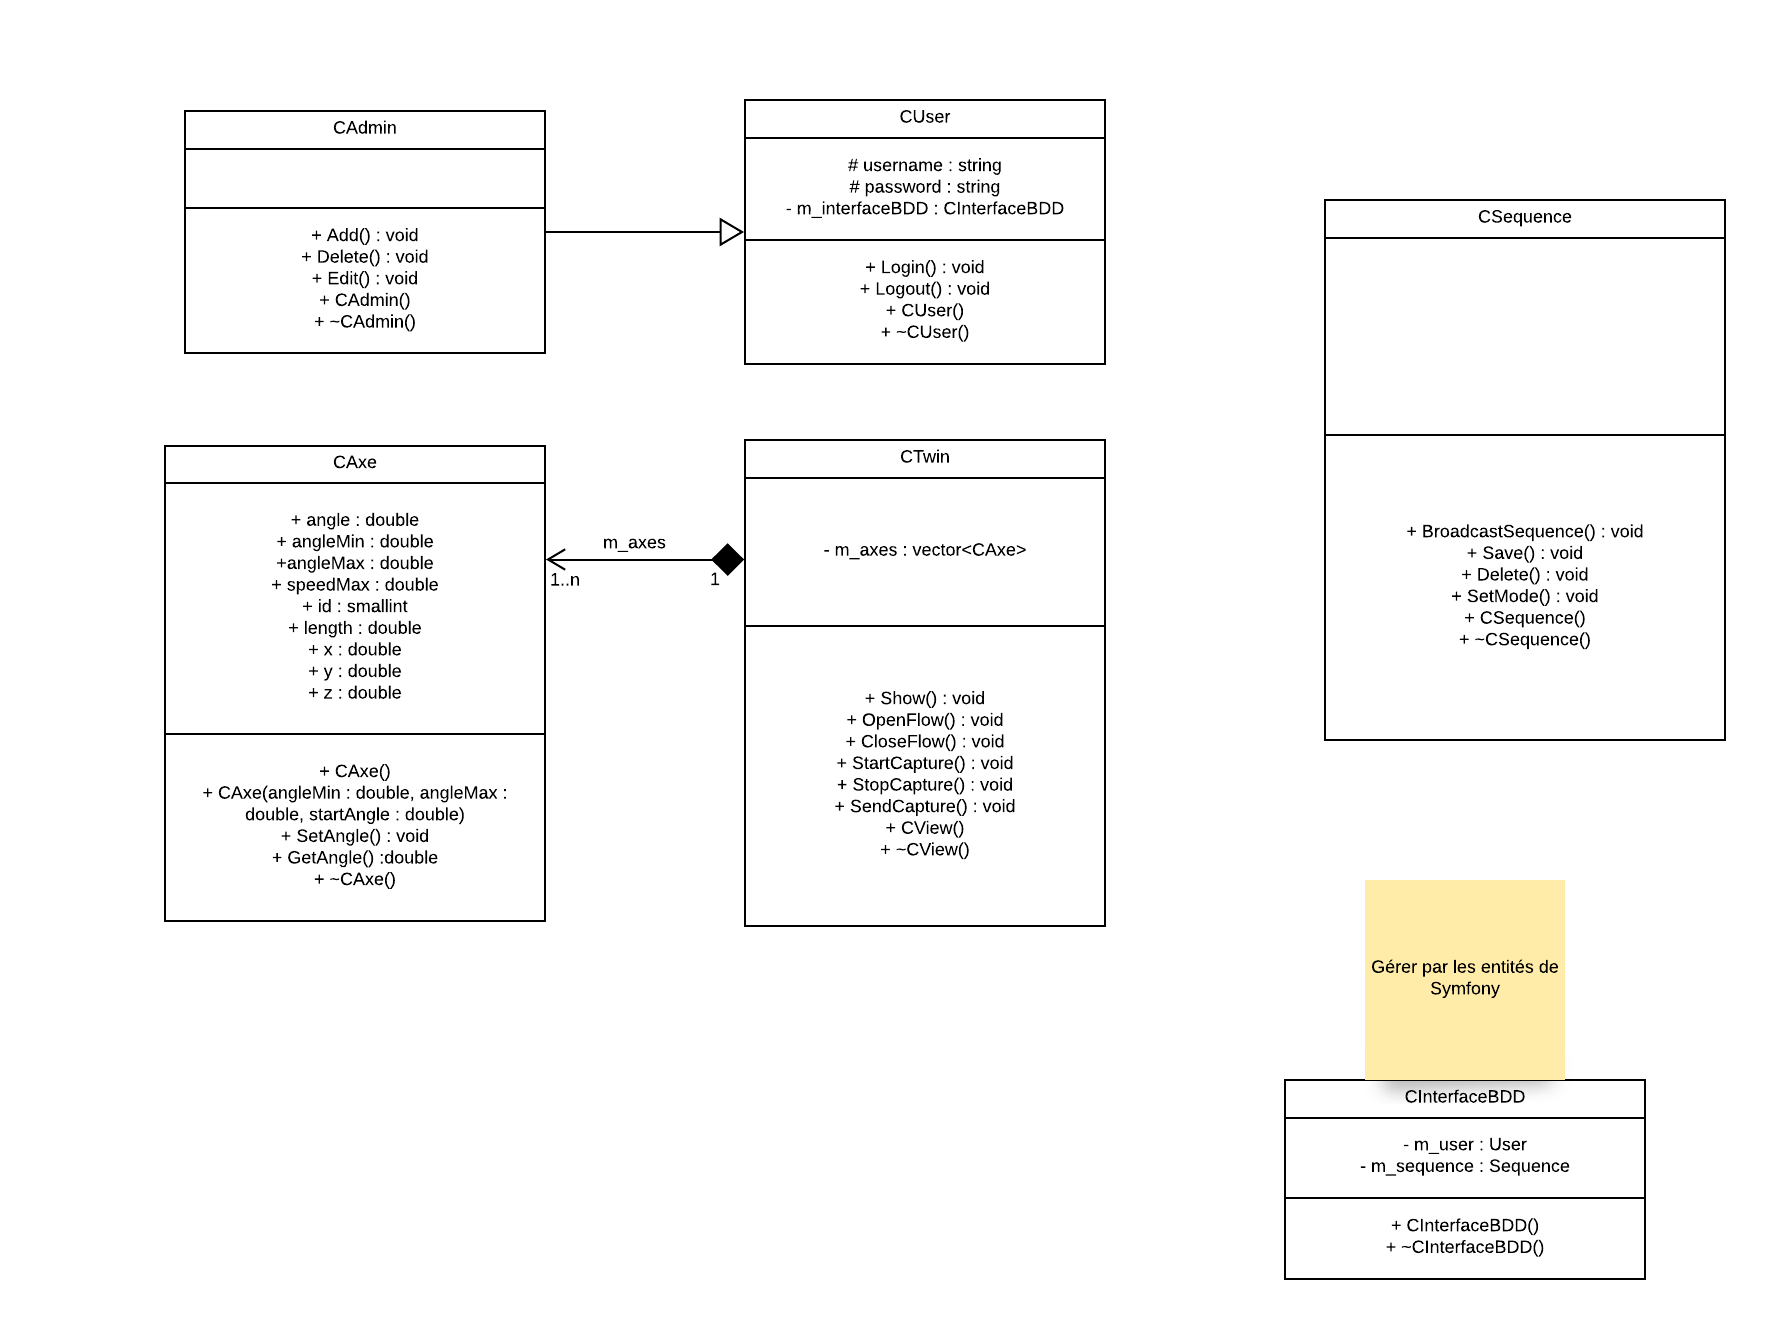 CAdmin
+ Add() : void
+ Delete() : void
+ Edit() : void
+ CAdmin()
+ ~CAdmin()
CUser
# username : string
# password : string
- m_interfaceBDD : CInterfaceBDD
+ Login() : void
+ Logout() : void
+ CUser()
+ ~CUser()
CSequence
+ BroadcastSequence() : void
+ Save() : void
+ Delete() : void
+ SetMode() : void
+ CSequence()
+ ~CSequence()
CAxe
+ angle : double
+ angleMin : double
+angleMax : double
+ speedMax : double
+ id : smallint
+ length : double
+ x : double
+ y : double
+ z : double
+ CAxe()
+ CAxe(angleMin : double, angleMax :
double, startAngle : double)
+ SetAngle() : void
+ GetAngle() :double
+ ~CAxe()
m_axes
1..n
1
CTwin
- m_axes : vector<CAxe>
+ Show() : void
+ OpenFlow() : void
+ CloseFlow() : void
+ StartCapture() : void
+ StopCapture() : void
+ SendCapture() : void
+ CView()
+ ~CView()
Gérer par les entités de
Symfony
CInterfaceBDD
- m_user : User
- m_sequence : Sequence
+ CInterfaceBDD()
+ ~CInterfaceBDD()